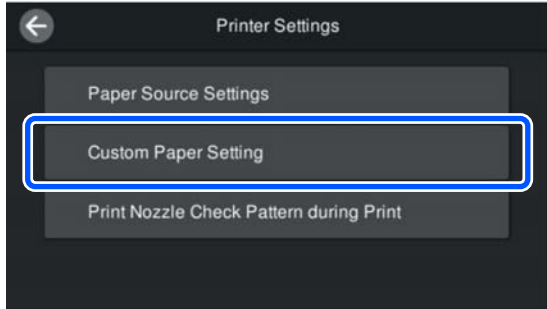 Printer Settings
Paper Source Settings
Custom Paper Setting
Print Nozzle Check Pattern during Print